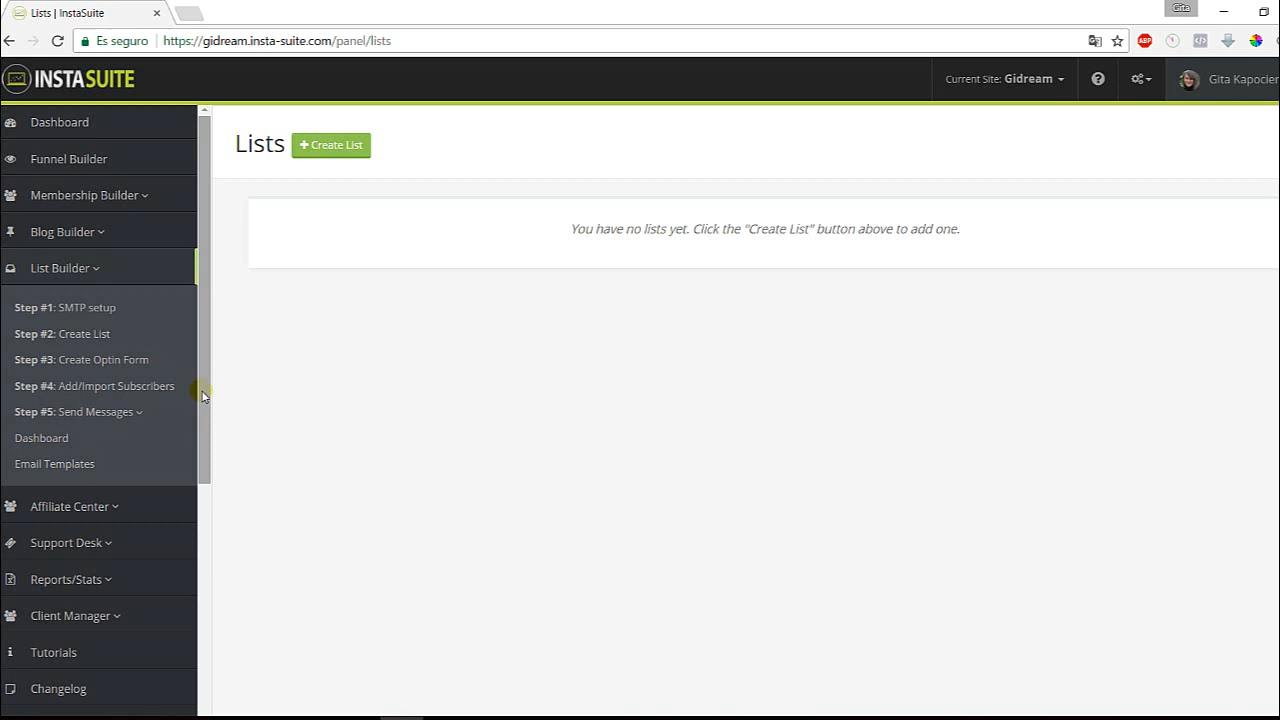 Lists | InstaSuite
Gita
Es seguro
https://gidream.insta-suite.com/panel/lists
ABP
INSTASUITE
Current Site: Gidream
Gita Kapocier
Dashboard
Funnel Builder
Membership Builder
Blog Builder
List Builder
Step #1: SMTP setup
Step #2: Create List
Step #3: Create Optin Form
Step #4: Add/Import Subscribers
Step #5: Send Messages
Dashboard
Email Templates
Affiliate Center
Support Desk
Reports/Stats
Client Manager
Tutorials
Changelog
Lists
+ Create List
You have no lists yet. Click the "Create List" button above to add one.